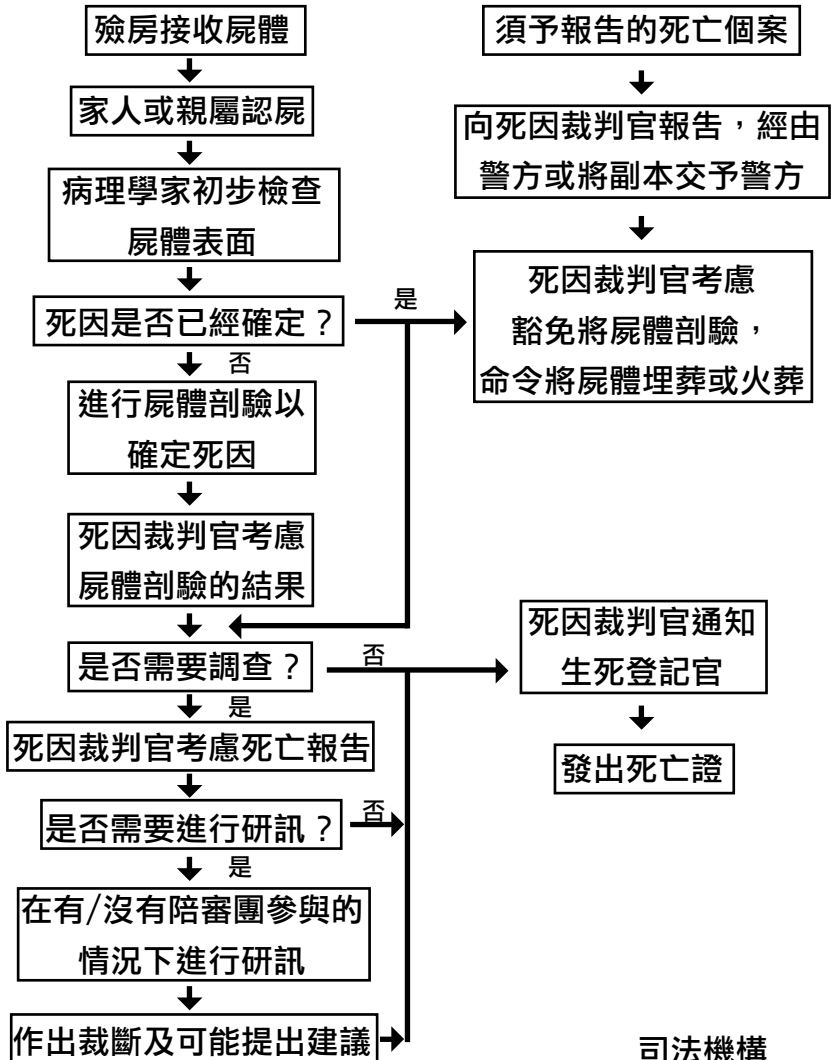 殮房接收屍體
家人或親屬認屍
病理學家初步檢查
屍體表面
死因是否已經確定？
是
否
進行屍體剖驗以
確定死因
死因裁判官考慮
屍體剖驗的結果
是否需要調查？
否
是
死因裁判官考慮死亡報告
是否需要進行研訊？
否
是
在有/沒有陪審團參與的
情況下進行研訊
作出裁斷及可能提出建議
須予報告的死亡個案
向死因裁判官報告，經由
警方或將副本交予警方
死因裁判官考慮
豁免將屍體剖驗，
命令將屍體埋葬或火葬
死因裁判官通知
生死登記官
發出死亡證
司法機構